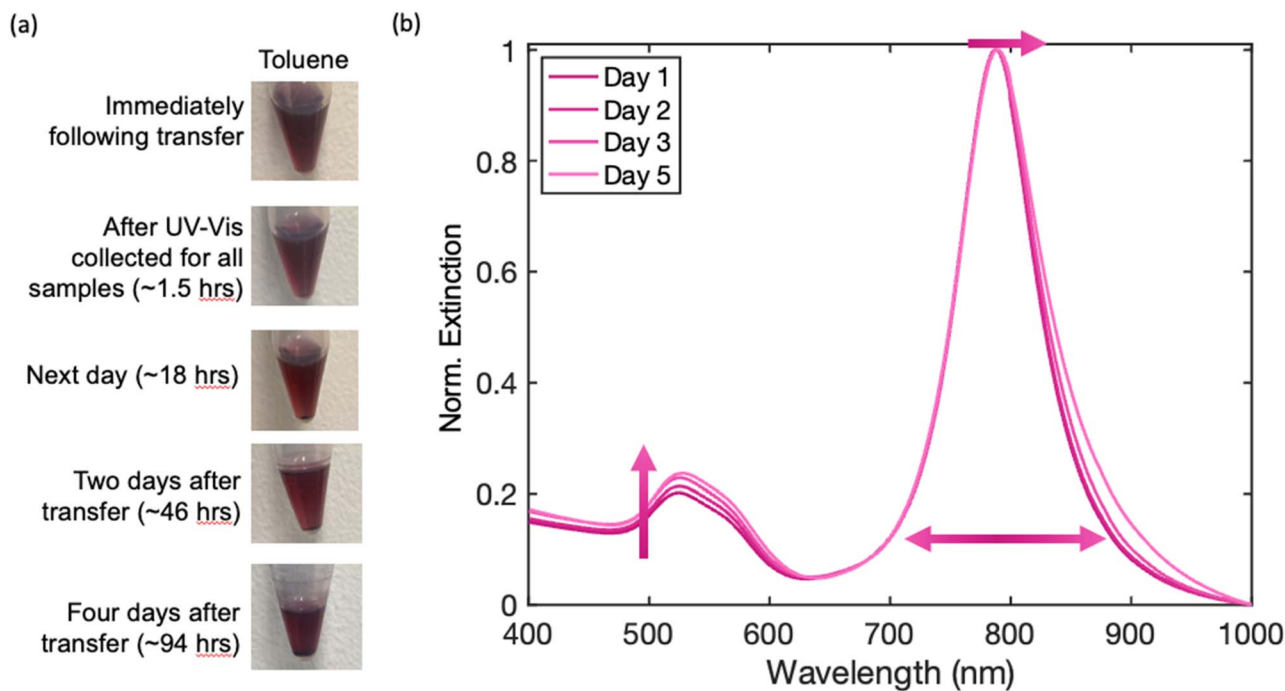 (a)
Toluene
Immediately
following transfer
After UV-Vis
collected for all
samples (~1.5 hrs)
Next day (~18 hrs)
Two days after
transfer (~46 hrs)
Four days after
transfer (~94 hrs)
(b)
Norm. Extinction
1
0.8
0.6
0.4
0.2
0
Day 1
Day 2
Day 3
Day 5
400 500 600 700 800 900 1000
Wavelength (nm)